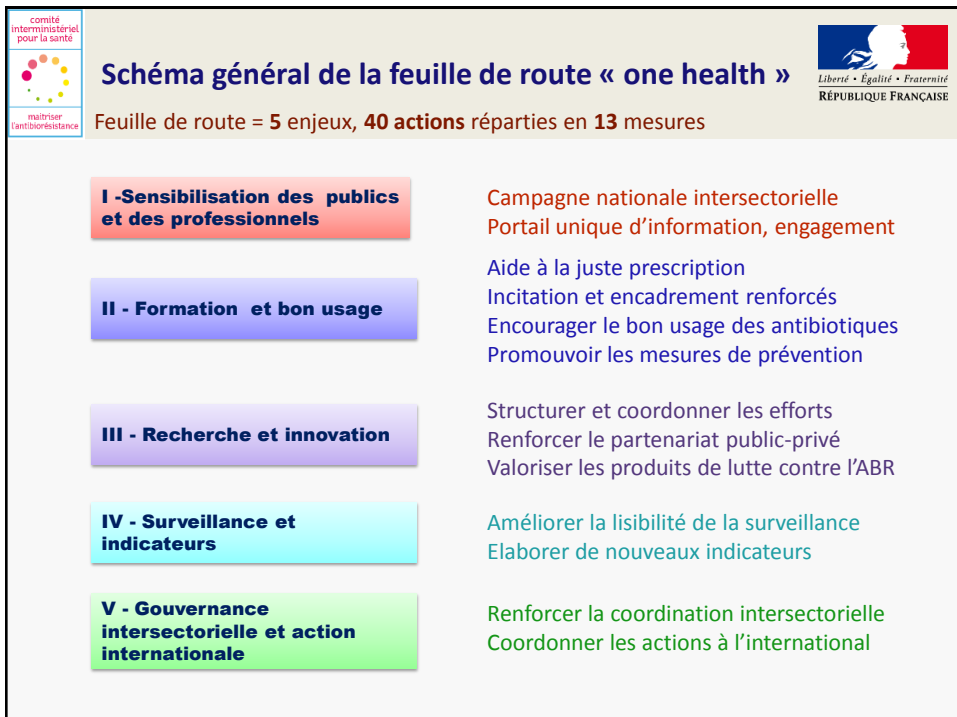 comité
interministériel
pour la santé
maitriser
l'antibiorésistance
Schéma général de la feuille de route « one health »
Liberté • Égalité • Fraternité
RÉPUBLIQUE FRANÇAISE
Feuille de route = 5 enjeux, 40 actions réparties en 13 mesures
I -Sensibilisation des publics
et des professionnels
Campagne nationale intersectorielle
Portail unique d'information, engagement
II - Formation et bon usage
Aide à la juste prescription
Incitation et encadrement renforcés
Encourager le bon usage des antibiotiques
Promouvoir les mesures de prévention
III - Recherche et innovation
Structurer et coordonner les efforts
Renforcer le partenariat public-privé
Valoriser les produits de lutte contre l'ABR
IV - Surveillance et
indicateurs
Améliorer la lisibilité de la surveillance
Elaborer de nouveaux indicateurs
V - Gouvernance
intersectorielle et action
internationale
Renforcer la coordination intersectorielle
Coordonner les actions à l'international